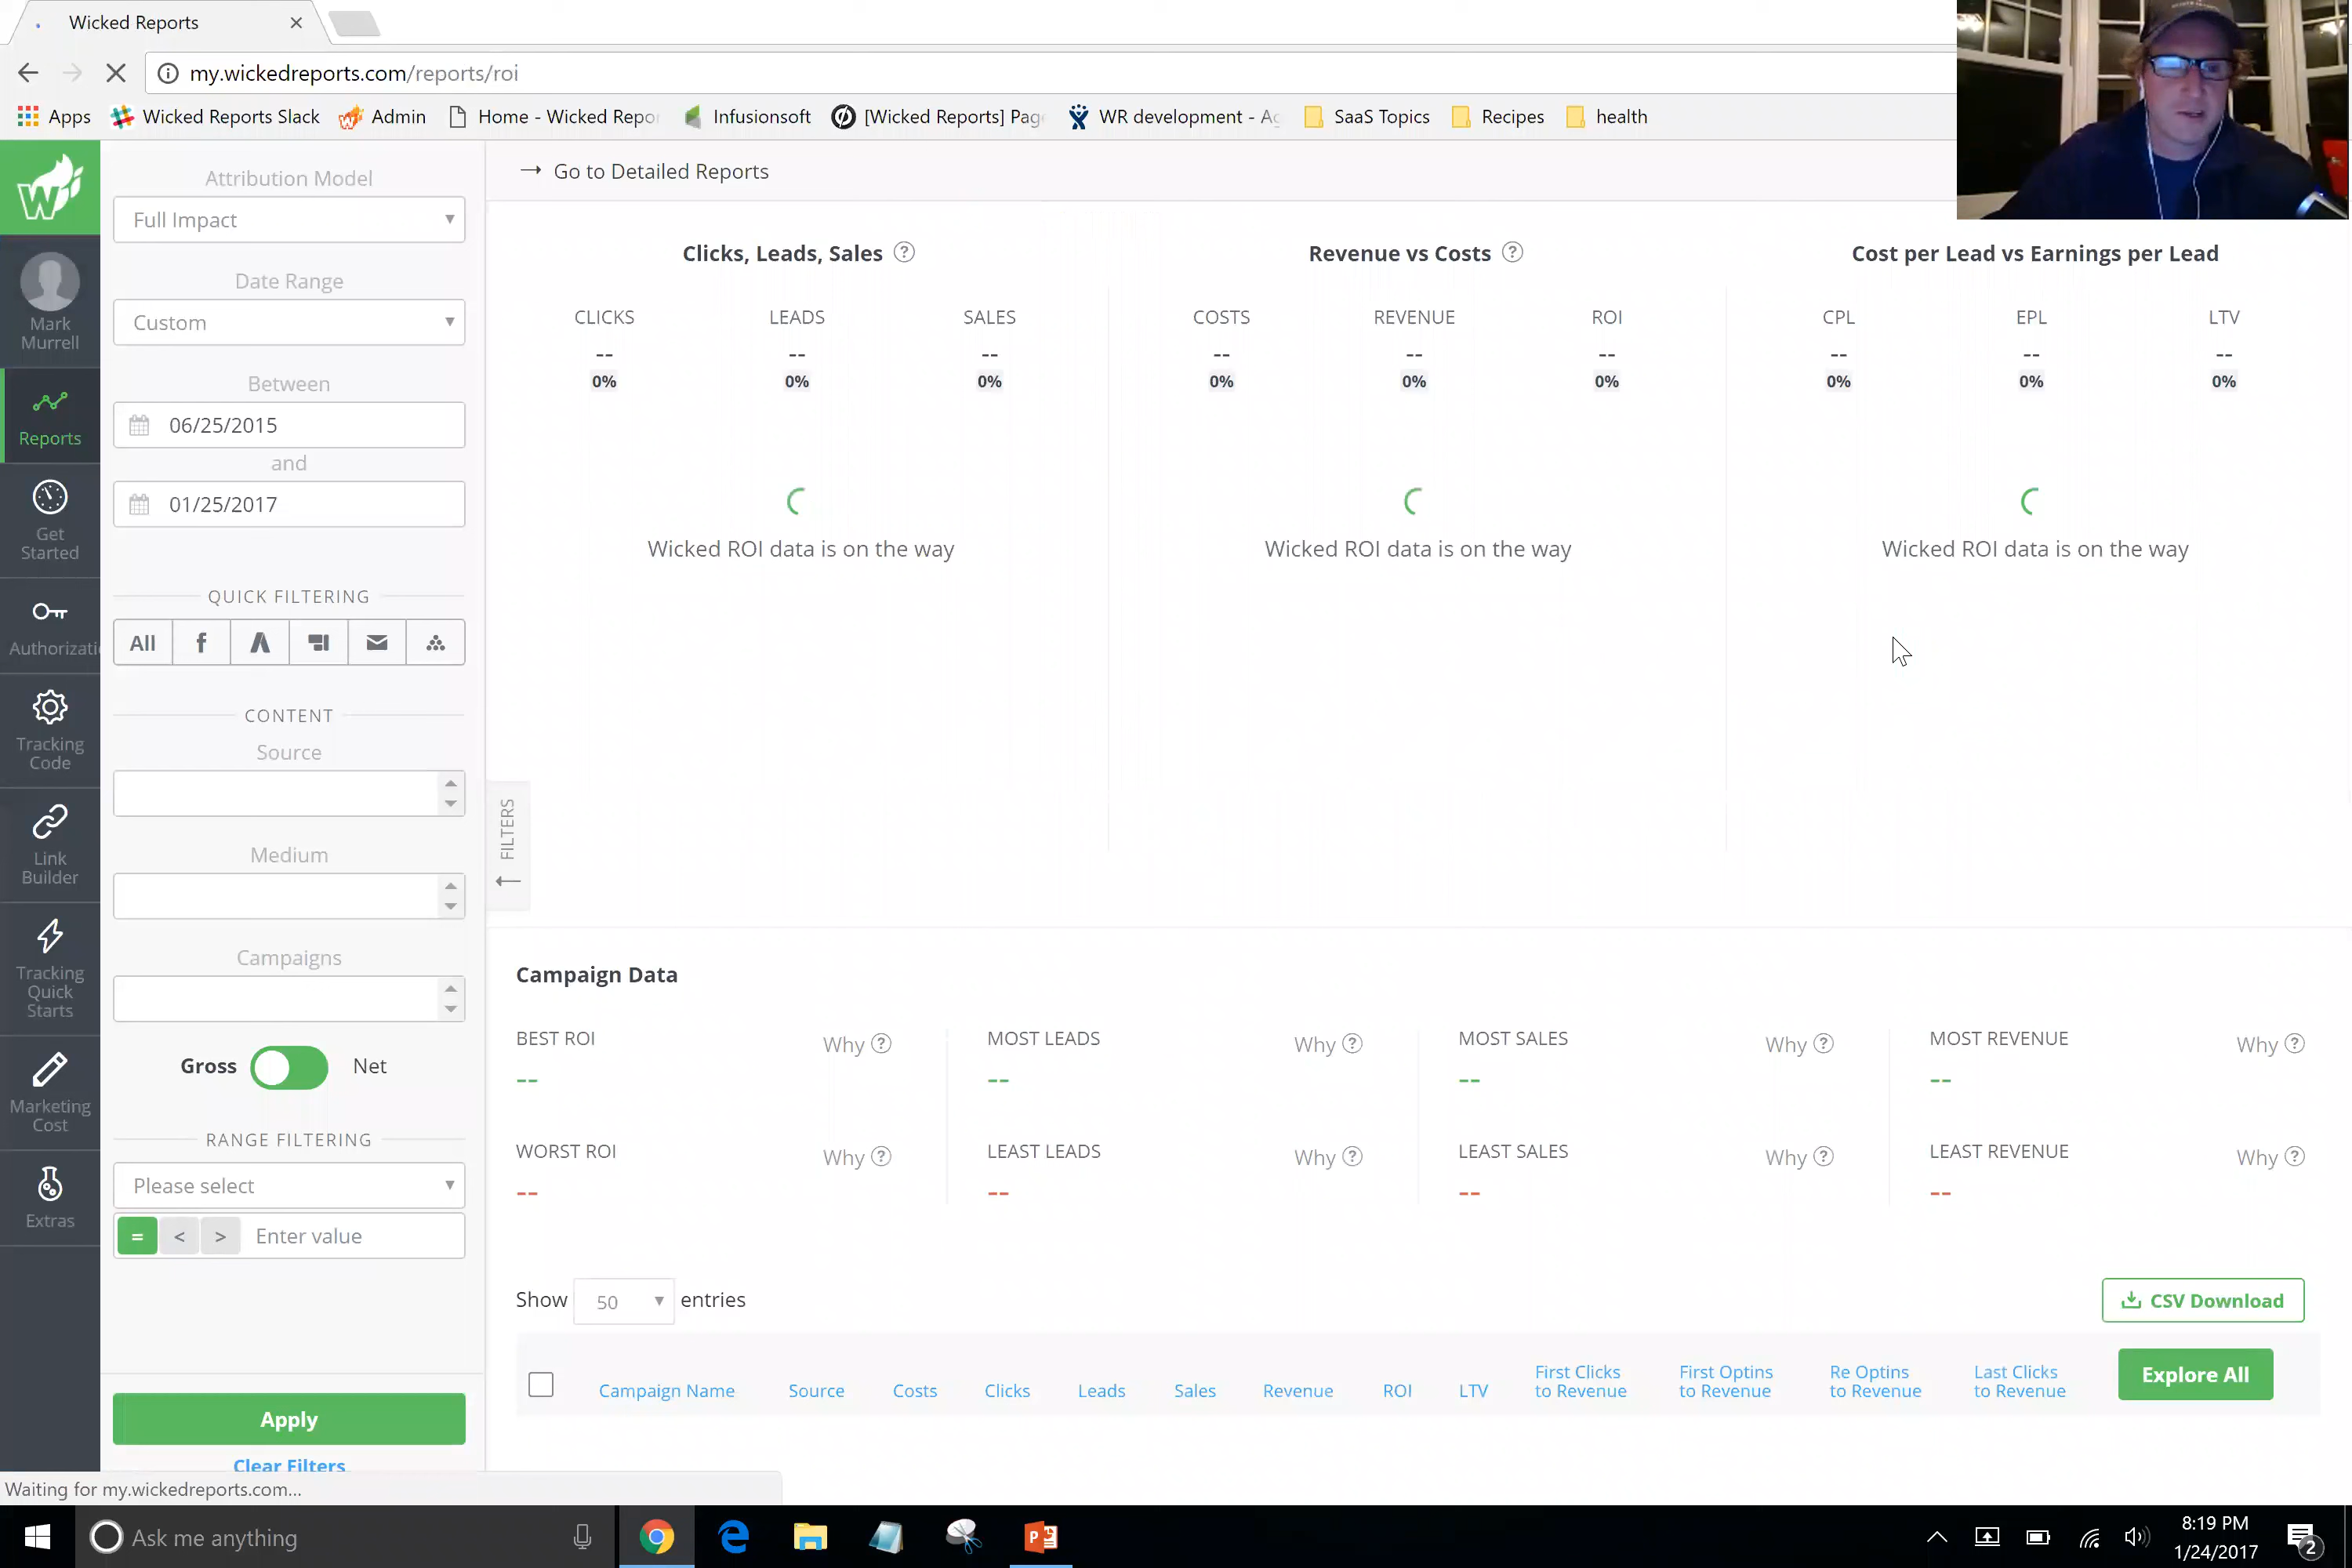 Wicked Reports
my.wickedreports.com/reports/roi
Apps Wicked Reports Slack Admin Home - Wicked Repo Infusionsoft [Wicked Reports] Pag WR development - Ag SaaS Topics Recipes health
Mark
Murrell
Reports
Get
Started
Authorizati
Tracking
Code
Link
Builder
Tracking
Quick
Starts
Marketing
Cost
Extras
Attribution Model
Full Impact
Date Range
Custom
Between
06/25/2015
and
01/25/2017
QUICK FILTERING
All
CONTENT
Source
Medium
Campaigns
Gross Net
RANGE FILTERING
Please select
= < > Enter value
Apply
Clear Filters
FILTERS
Go to Detailed Reports
Clicks, Leads, Sales ?
CLICKS LEADS SALES
-- -- --
0% 0% 0%
Wicked ROI data is on the way
Revenue vs Costs ?
COSTS REVENUE ROI
-- -- --
0% 0% 0%
Wicked ROI data is on the way
Cost per Lead vs Earnings per Lead
CPL EPL LTV
-- -- --
0% 0% 0%
Wicked ROI data is on the way
Campaign Data
BEST ROI Why ? MOST LEADS Why ? MOST SALES Why ? MOST REVENUE Why ?
-- -- -- --
WORST ROI Why ? LEAST LEADS Why ? LEAST SALES Why ? LEAST REVENUE Why ?
-- -- -- --
Show 50 entries CSV Download
Campaign Name Source Costs Clicks Leads Sales Revenue ROI LTV First Clicks to Revenue First Optins to Revenue Re Optins to Revenue Last Clicks to Revenue Explore All
Waiting for my.wickedreports.com...
Ask me anything
8:19 PM
1/24/2017
2